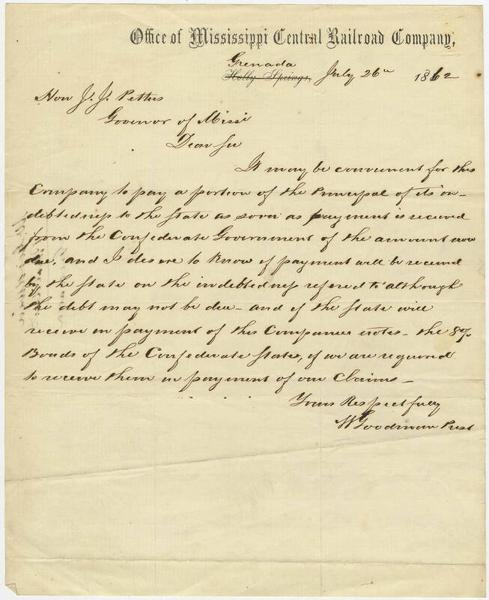 Office of Mississippi Central Railroad Company,
Grenada
Holly Springs, July 26th 1862
Hon J. J. Pettus
Governor of Missi
Dear Sir
It may be convenient for this
Company to pay a portion of the Principal of its in-
debtedness to the State as soon as payment is received
from the Confederate Government of the amount now
due, and I desire to know if payment will be received
by the State on the indebtedness refered to although
the debt may not be due - and if the State will
receive in payment of this Companies notes - the 8%
Bonds of the Confederate States, if we are required
to receive them in payment of our Claims -
Yours Respectfully
W Goodman Prest